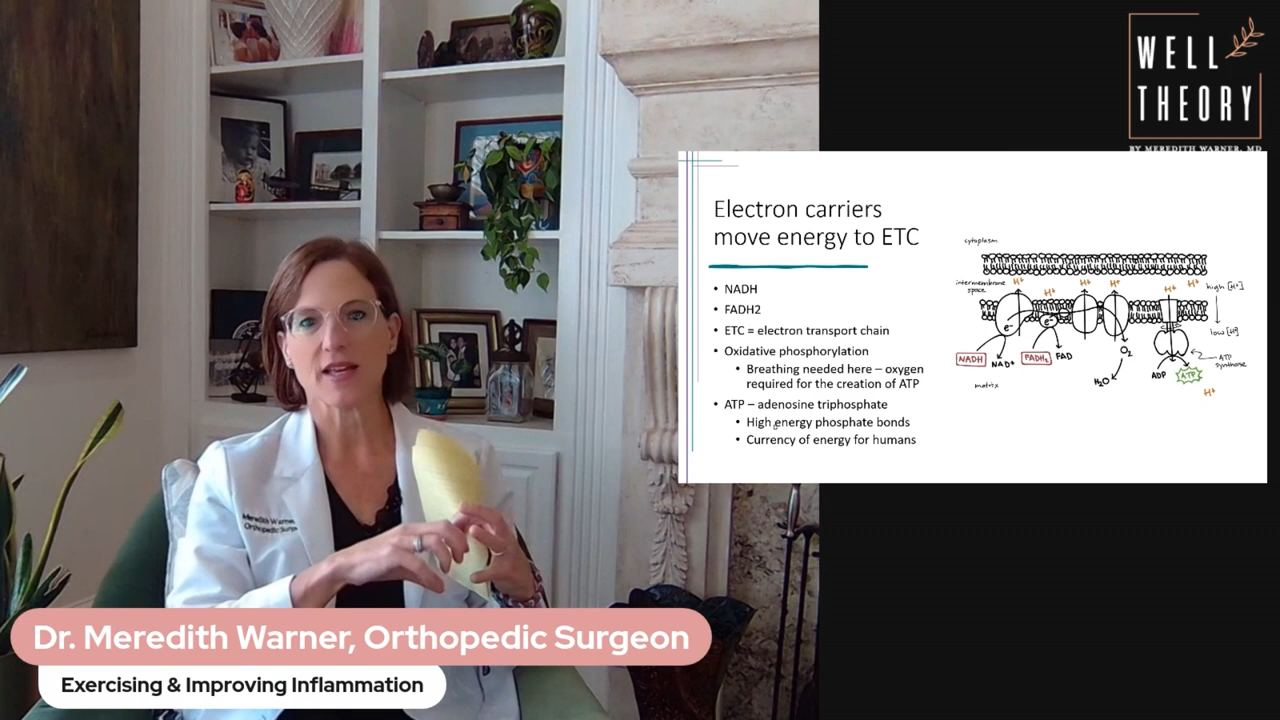 WELL
THEORY
BY MEREDITH WARNER, MD
Electron carriers
move energy to ETC
• NADH
• FADH2
• ETC = electron transport chain
• Oxidative phosphorylation
• Breathing needed here – oxygen
required for the creation of ATP
• ATP – adenosine triphosphate
• High energy phosphate bonds
• Currency of energy for humans
cytoplasm
intermembrane
space
H+
H+
H+
H+
H+
H+
high [H+]
low [H+]
e-
e-
NADH
NAD+
FADH₂
FAD
O₂
H₂O
ADP
ATP
ATP
synthase
H+
matrix
Meredith Warner,
Orthopedic Surgeon
Dr. Meredith Warner, Orthopedic Surgeon
Exercising & Improving Inflammation